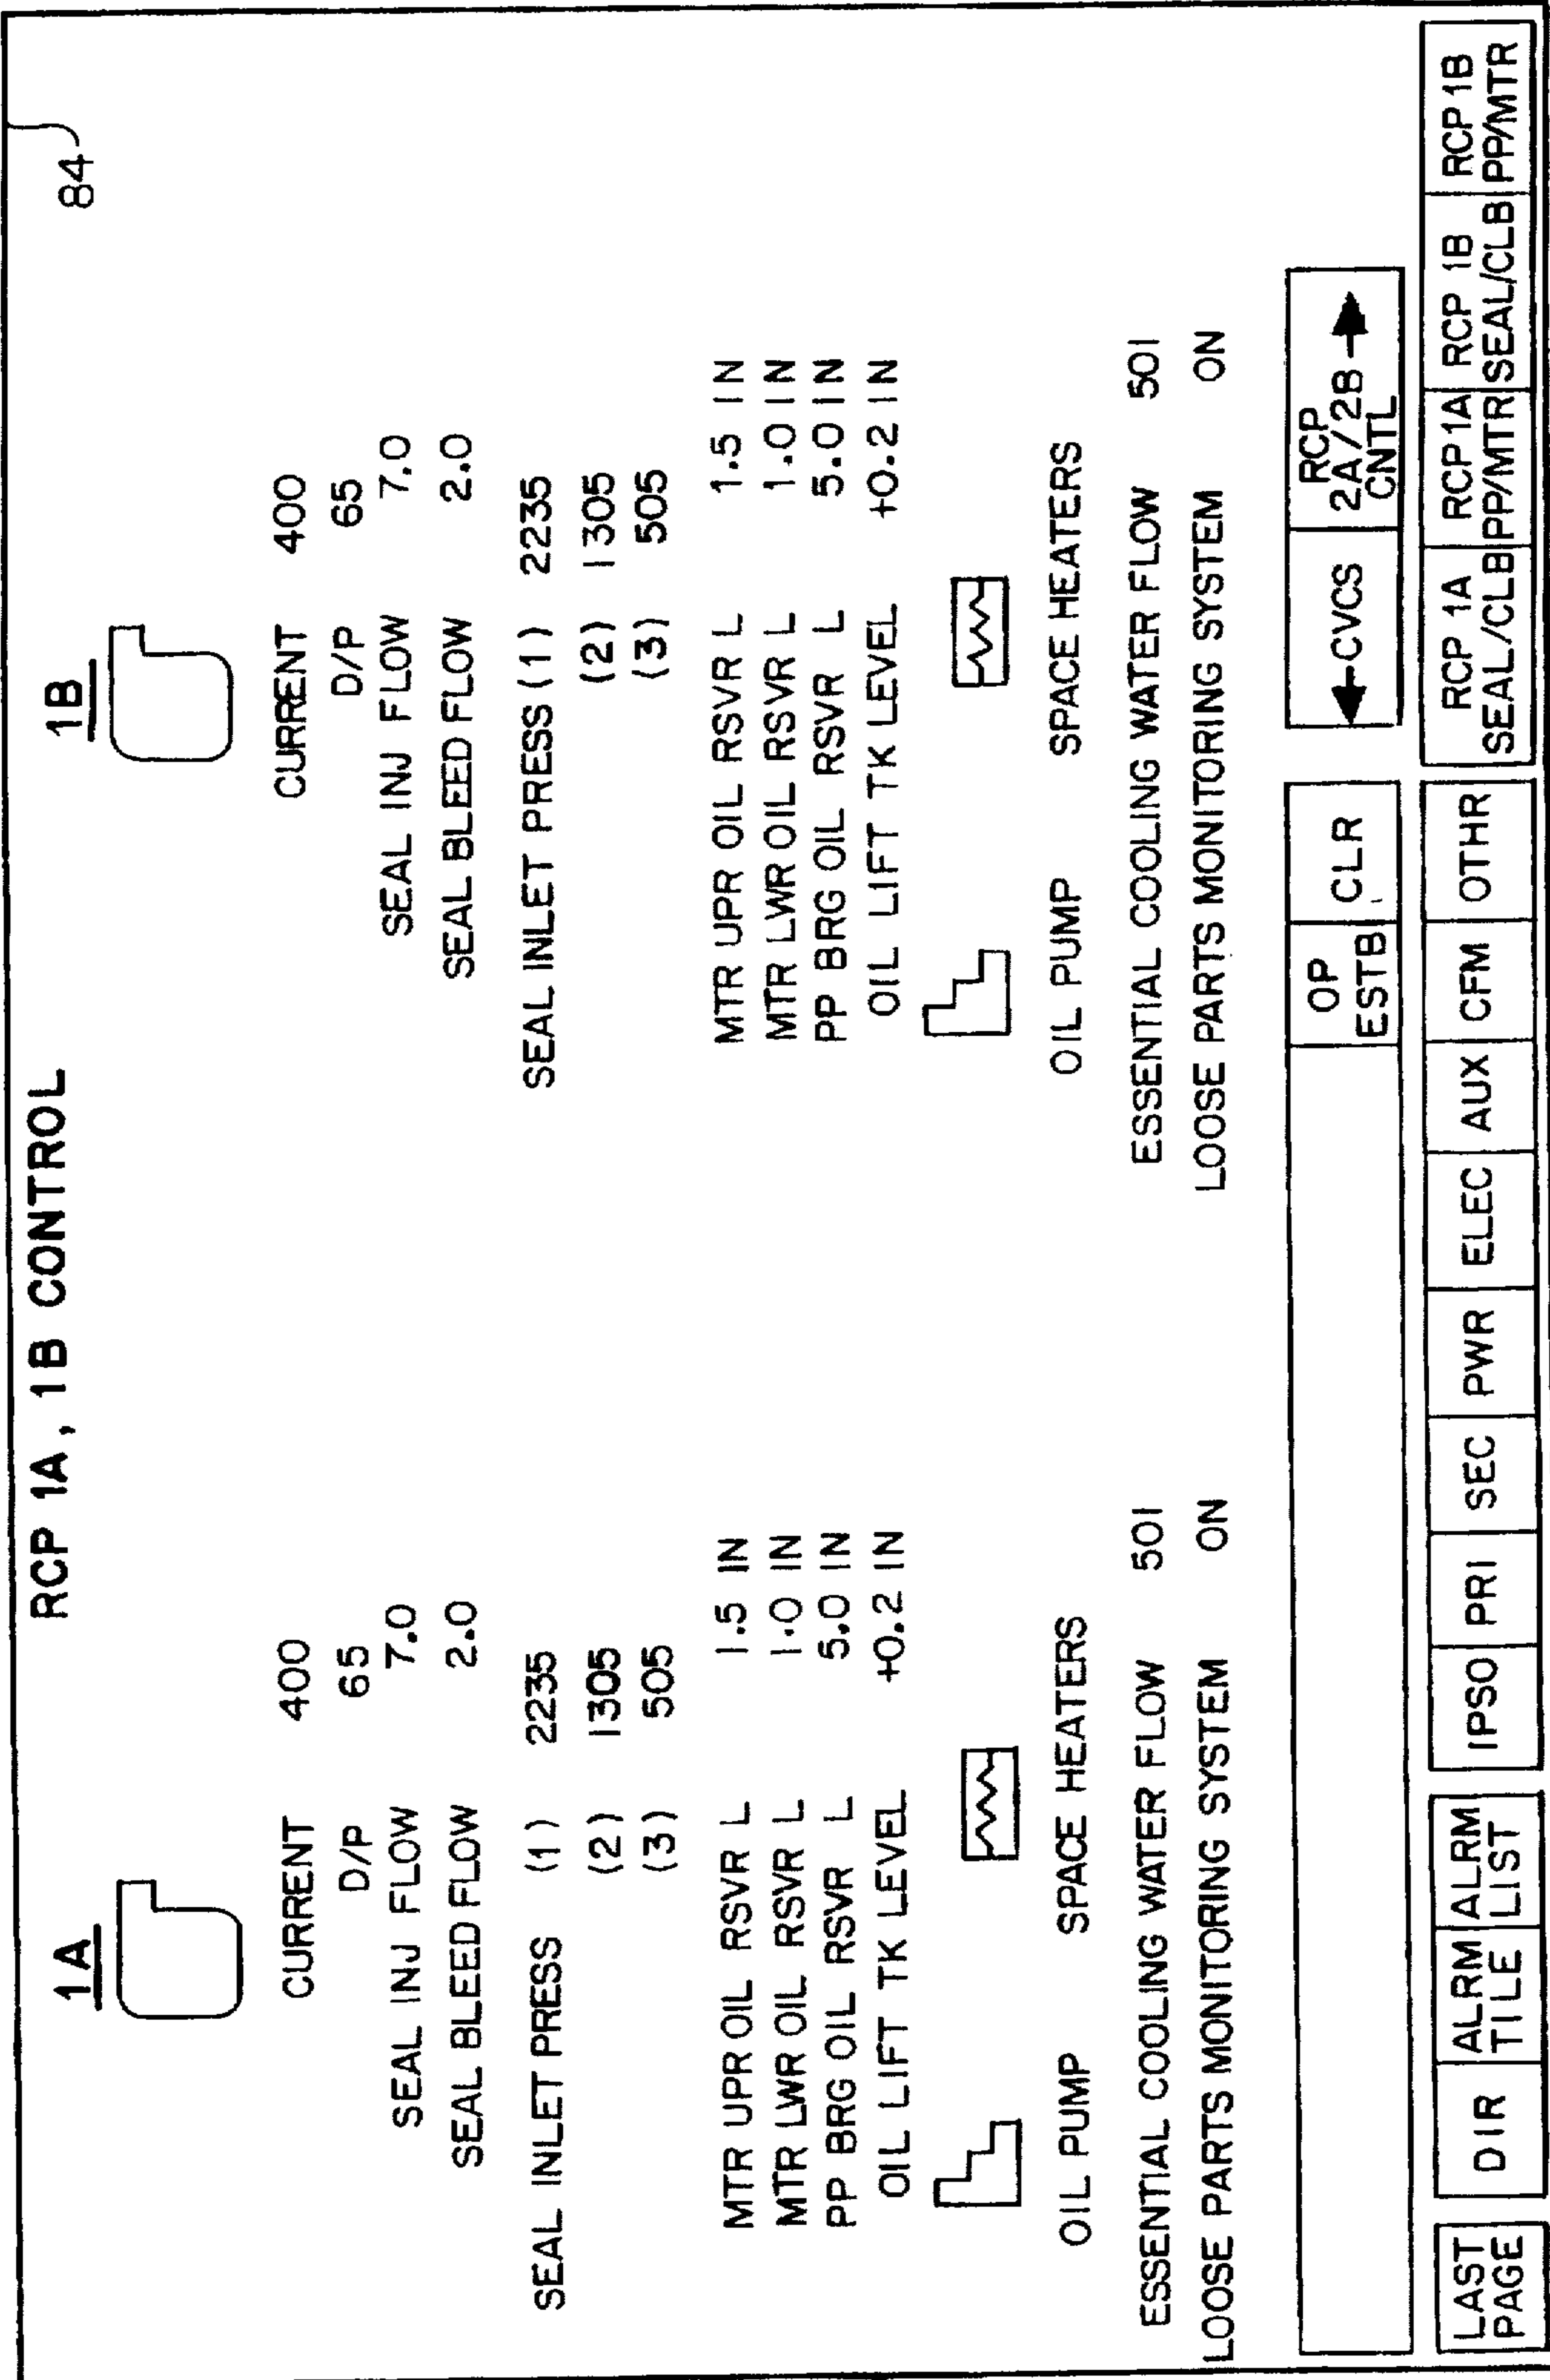 RCP 1A, 1B CONTROL
84
1A
CURRENT 400
D/P 65
SEAL INJ FLOW 7.0
SEAL BLEED FLOW 2.0
SEAL INLET PRESS (1) 2235
(2) 1305
(3) 505
MTR UPR OIL RSVR L 1.5 IN
MTR LWR OIL RSVR L 1.0 IN
PP BRG OIL RSVR L 5.0 IN
OIL LIFT TK LEVEL +0.2 IN
OIL PUMP SPACE HEATERS
ESSENTIAL COOLING WATER FLOW 501
LOOSE PARTS MONITORING SYSTEM ON
1B
CURRENT 400
D/P 65
SEAL INJ FLOW 7.0
SEAL BLEED FLOW 2.0
SEAL INLET PRESS (1) 2235
(2) 1305
(3) 505
MTR UPR OIL RSVR L 1.5 IN
MTR LWR OIL RSVR L 1.0 IN
PP BRG OIL RSVR L 5.0 IN
OIL LIFT TK LEVEL +0.2 IN
OIL PUMP SPACE HEATERS
ESSENTIAL COOLING WATER FLOW 501
LOOSE PARTS MONITORING SYSTEM ON
OP
ESTB
CLR
←CVCS
RCP
2A/2B→
CNTL
LAST
PAGE
DIR
ALRM
TILE
ALRM
LIST
IPSO
PRI
SEC
PWR
ELEC
AUX
CFM
OTHR
RCP 1A
SEAL/CLB
RCP 1A
PP/MTR
RCP 1B
SEAL/CLB
RCP 1B
PP/MTR